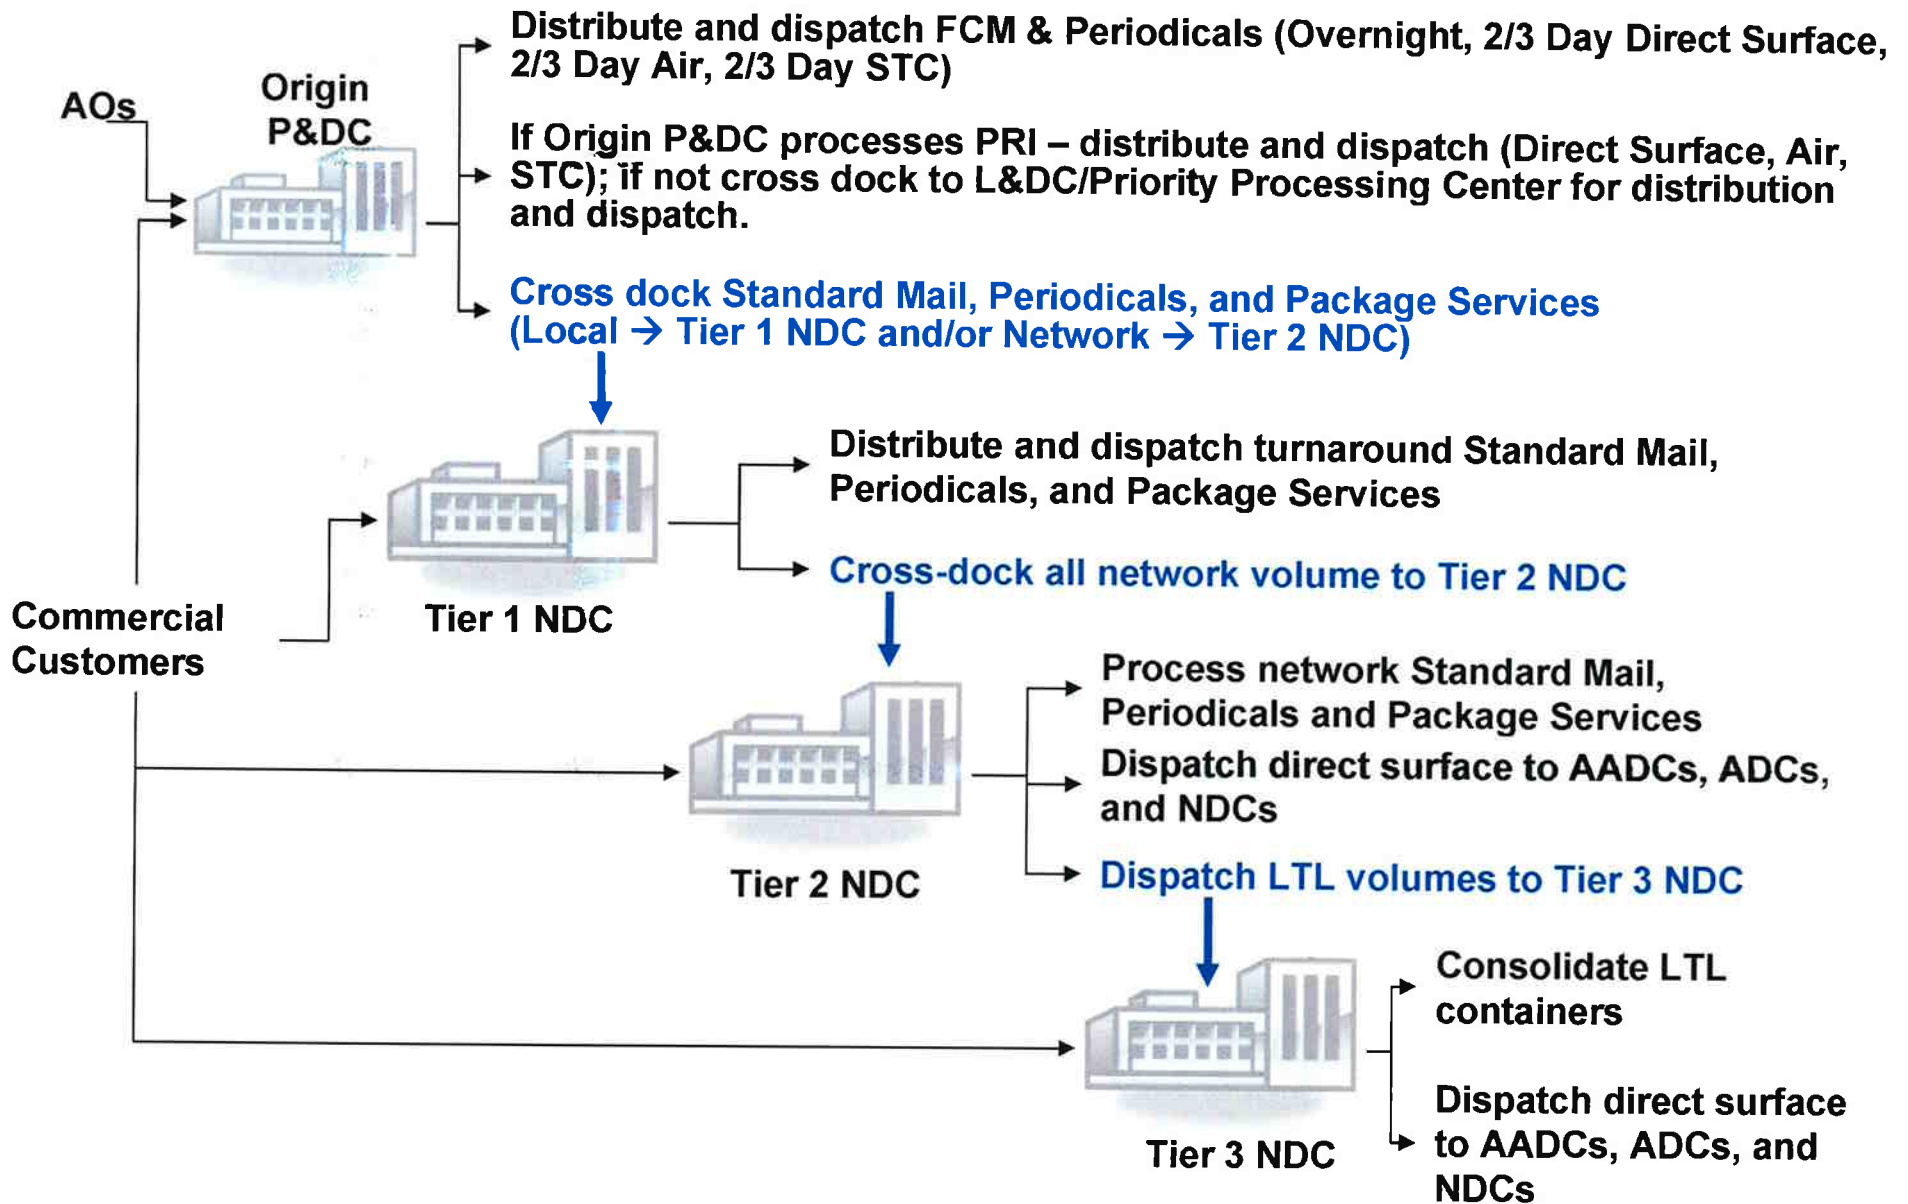 Distribute and dispatch FCM & Periodicals (Overnight, 2/3 Day Direct Surface,
2/3 Day Air, 2/3 Day STC)
AOs
Origin
P&DC
If Origin P&DC processes PRI – distribute and dispatch (Direct Surface, Air,
STC); if not cross dock to L&DC/Priority Processing Center for distribution
and dispatch.
Cross dock Standard Mail, Periodicals, and Package Services
(Local → Tier 1 NDC and/or Network → Tier 2 NDC)
Distribute and dispatch turnaround Standard Mail,
Periodicals, and Package Services
Cross-dock all network volume to Tier 2 NDC
Tier 1 NDC
Commercial
Customers
Process network Standard Mail,
Periodicals and Package Services
Dispatch direct surface to AADCs, ADCs,
and NDCs
Dispatch LTL volumes to Tier 3 NDC
Tier 2 NDC
Consolidate LTL
containers
Dispatch direct surface
to AADCs, ADCs, and
NDCs
Tier 3 NDC